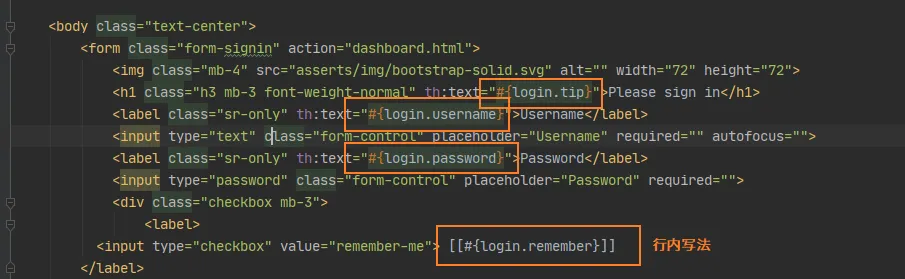 <body class="text-center">
<form class="form-signin" action="dashboard.html">
<img class="mb-4" src="asserts/img/bootstrap-solid.svg" alt="" width="72" height="72">
<h1 class="h3 mb-3 font-weight-normal" th:text="#{login.tip}">Please sign in</h1>
<label class="sr-only" th:text="#{login.username}">Username</label>
<input type="text" class="form-control" placeholder="Username" required="" autofocus="">
<label class="sr-only" th:text="#{login.password}">Password</label>
<input type="password" class="form-control" placeholder="Password" required="">
<div class="checkbox mb-3">
<label>
<input type="checkbox" value="remember-me"> [[#{login.remember}]] 行内写法
</label>